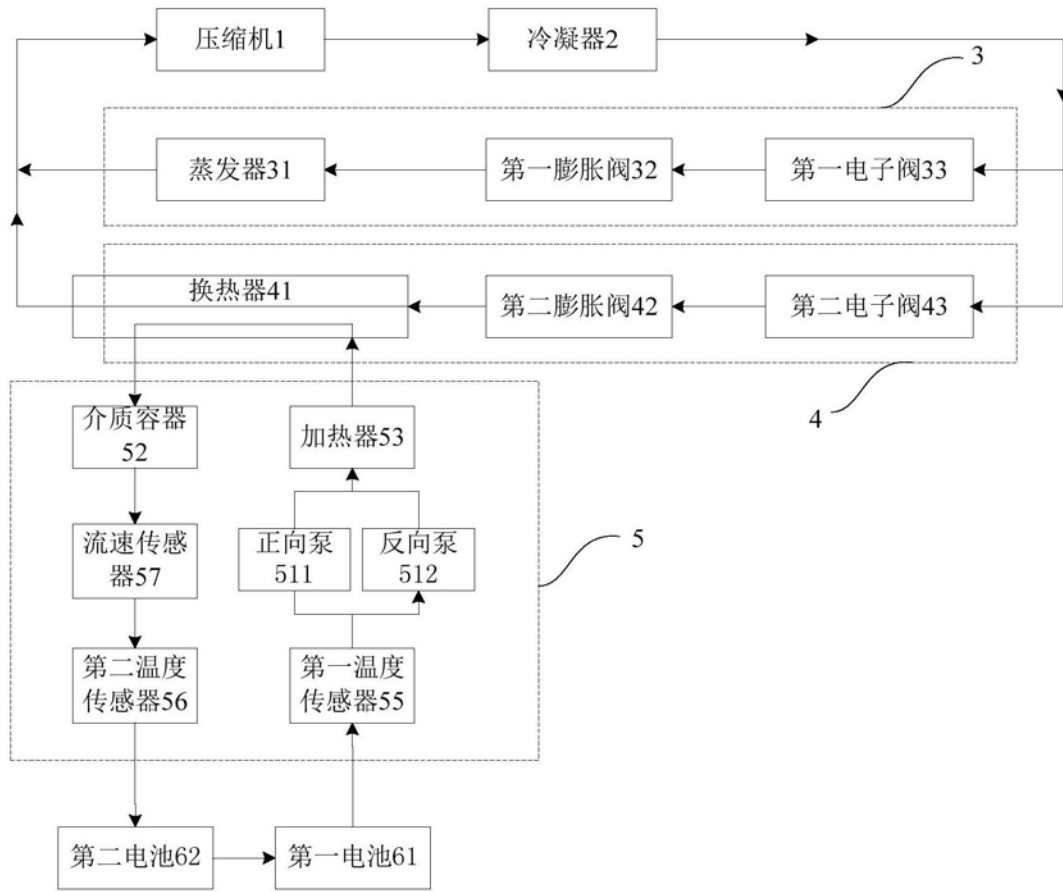 压缩机1
冷凝器2
3
蒸发器31
第一膨胀阀32
第一电子阀33
换热器41
第二膨胀阀42
第二电子阀43
4
介质容器
52
加热器53
流速传感
器57
正向泵
511
反向泵
512
5
第二温度
传感器56
第一温度
传感器55
第二电池62
第一电池61